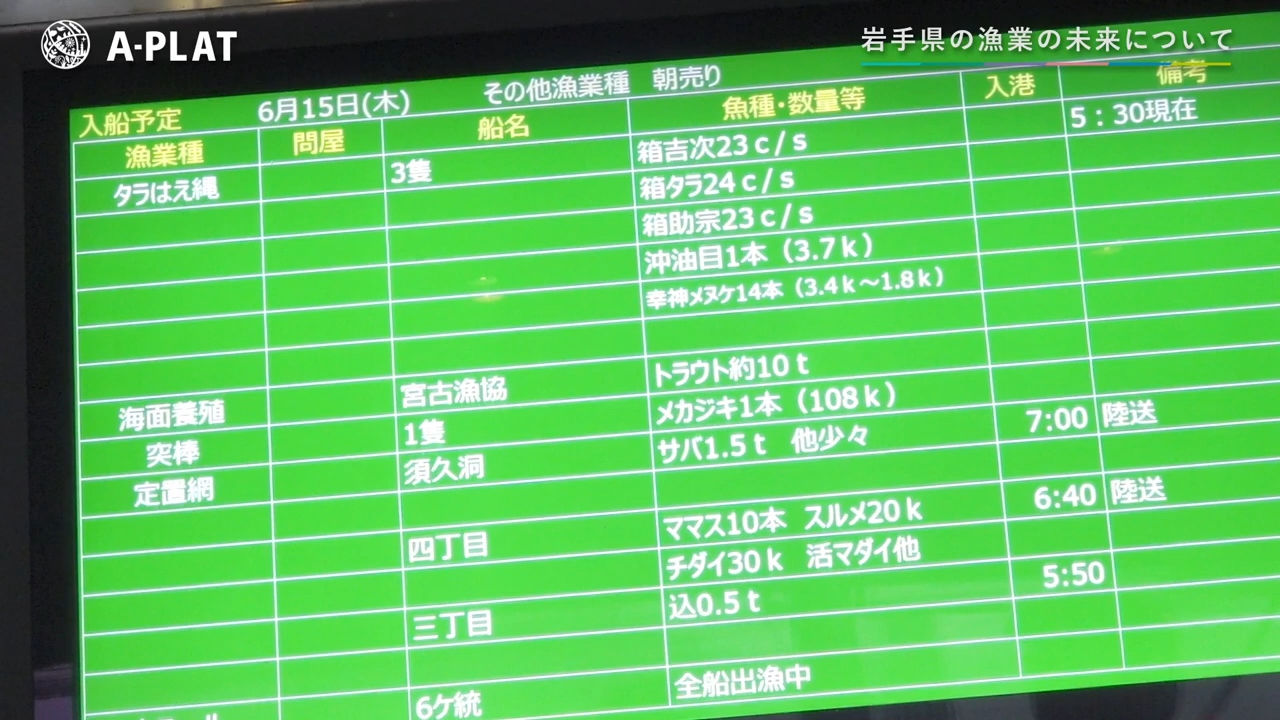 A-PLAT
岩手県の漁業の未来について
入船予定 6月15日(木) その他漁業種 朝売り
漁業種 問屋 船名 魚種・数量等 入港 備考
タラはえ縄 3隻 箱吉次23ｃ/ｓ 5：30現在
箱タラ24ｃ/ｓ
箱助宗23ｃ/ｓ
沖油目1本（3.7ｋ）
幸神メヌケ14本（3.4ｋ～1.8ｋ）
海面養殖 宮古漁協 トラウト約10ｔ
突棒 1隻 メカジキ1本（108ｋ）
定置網 須久洞 サバ1.5ｔ 他少々 7:00 陸送
四丁目 ママス10本 スルメ20ｋ 6:40 陸送
チダイ30ｋ 活マダイ他
三丁目 込0.5ｔ 5:50
6ケ統 全船出漁中